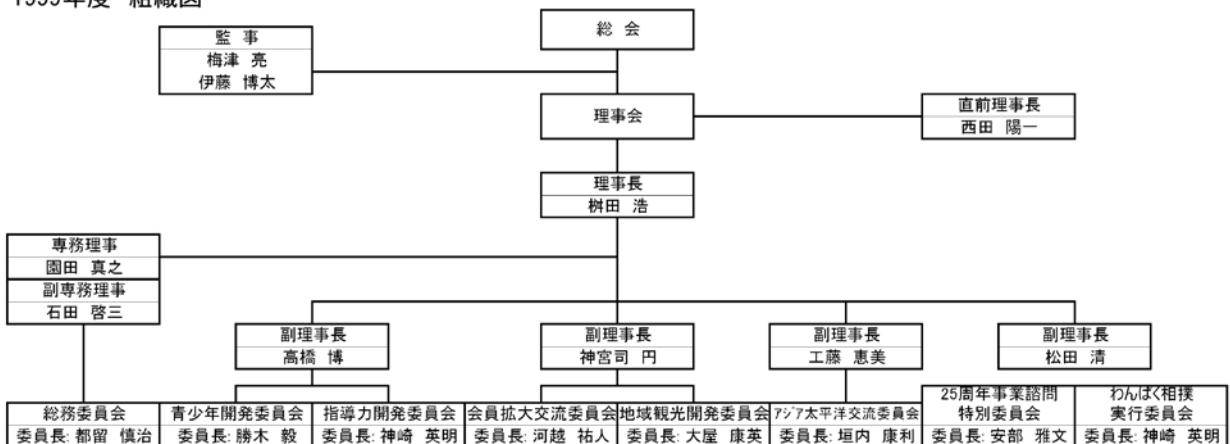 1999年度 組織図
総 会
監 事
梅津 亮
伊藤 博太
理事会
直前理事長
西田 陽一
理事長
桝田 浩
専務理事
園田 真之
副専務理事
石田 啓三
副理事長
高橋 博
副理事長
神宮司 円
副理事長
工藤 恵美
副理事長
松田 清
総務委員会
委員長: 都留 慎治
青少年開発委員会
委員長: 勝木 毅
指導力開発委員会
委員長: 神崎 英明
会員拡大交流委員会
委員長: 河越 祐人
地域観光開発委員会
委員長: 大屋 康英
アジア太平洋交流委員会
委員長: 垣内 康利
25周年事業諮問
特別委員会
委員長: 安部 雅文
わんぱく相撲
実行委員会
委員長: 神崎 英明